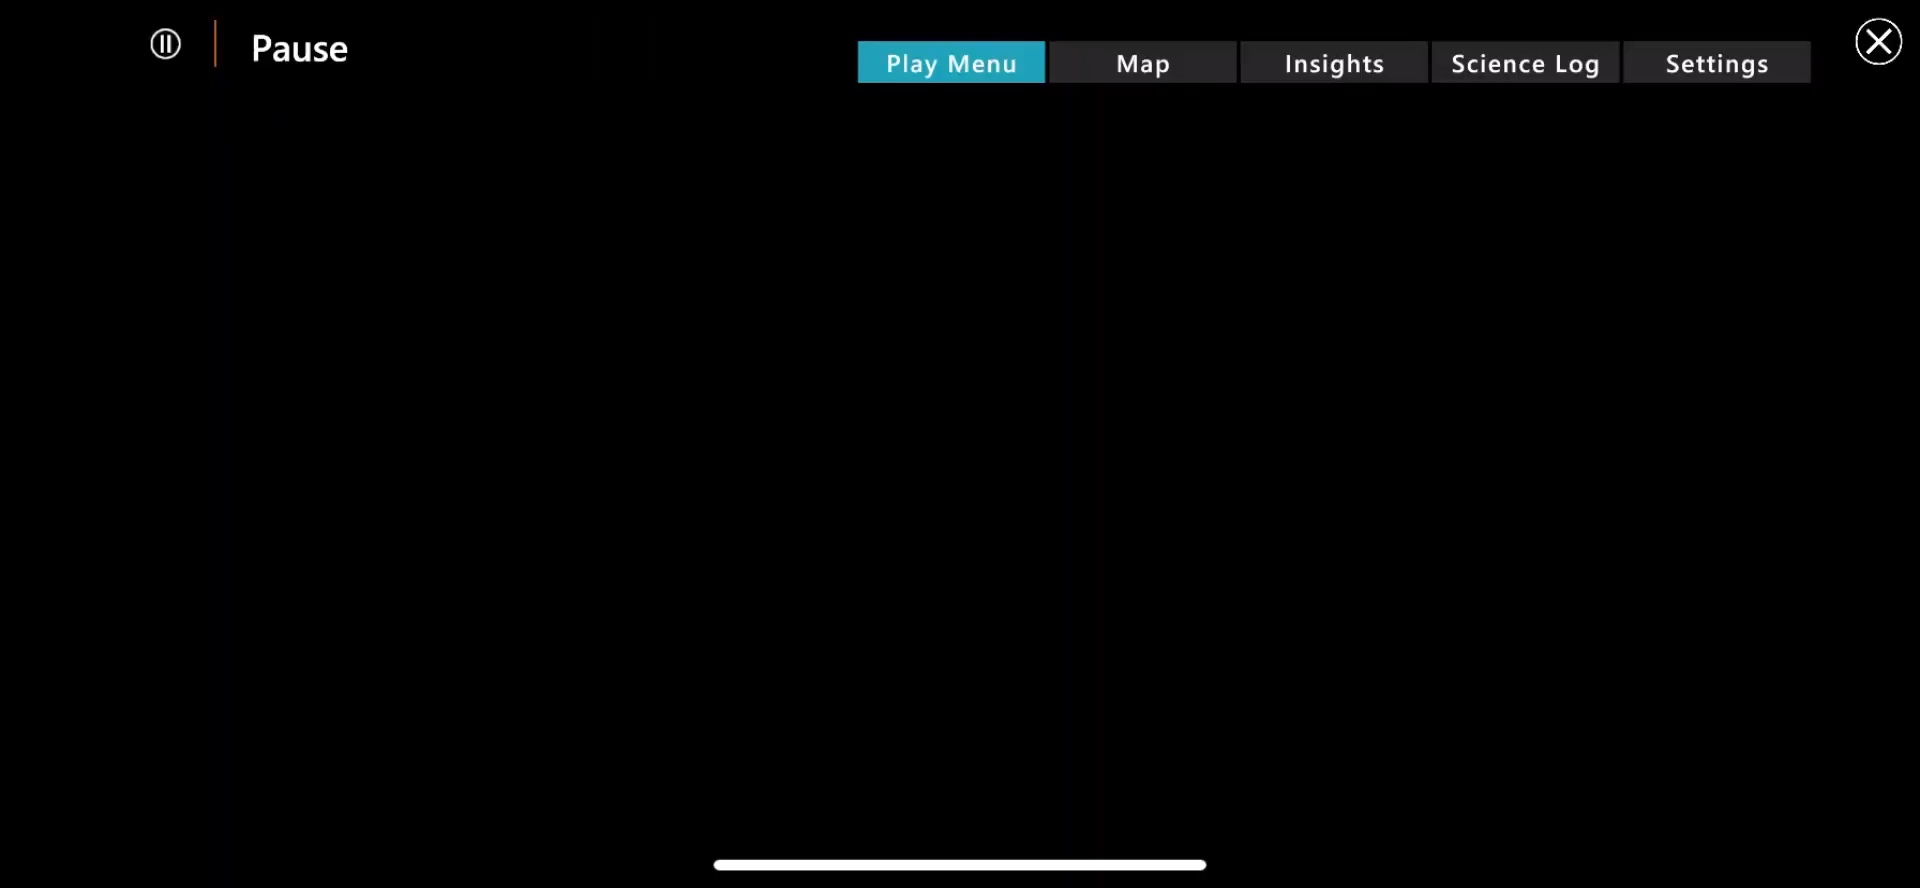 Pause
Play Menu
Map
Insights
Science Log
Settings